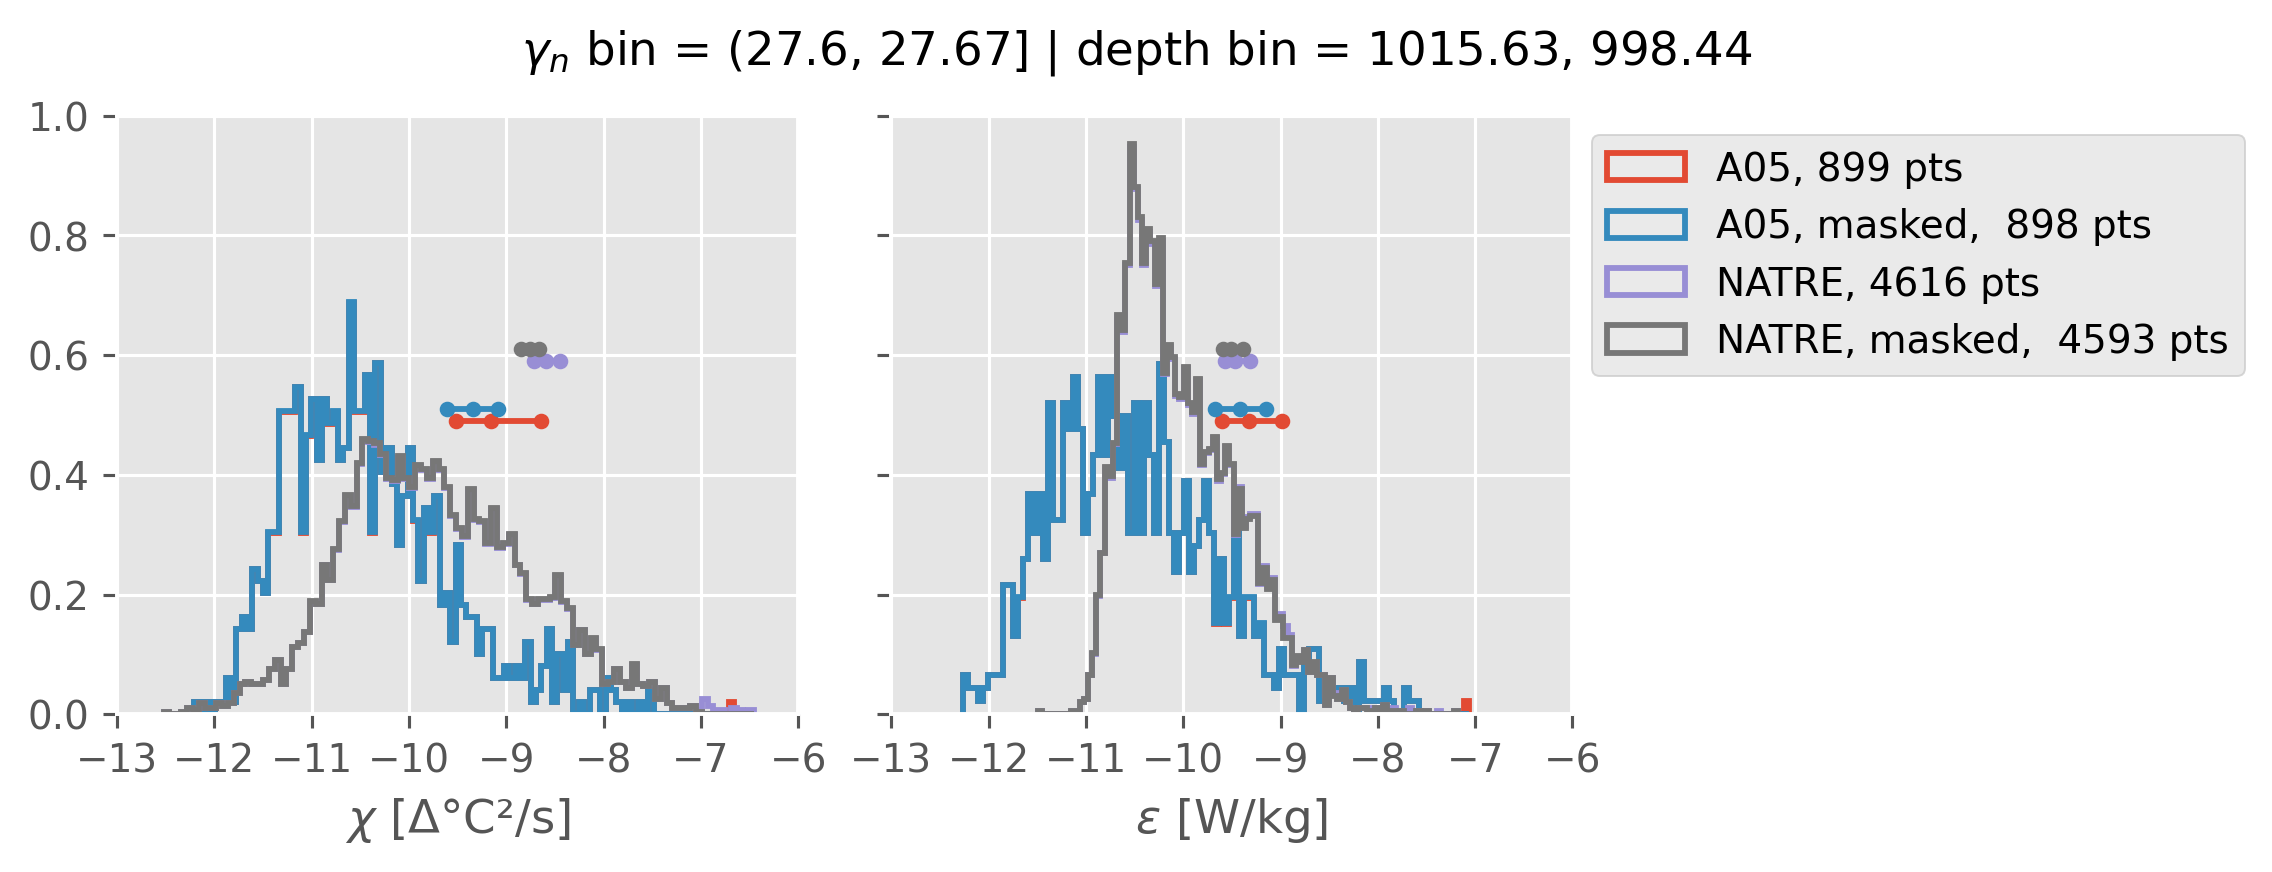 γn bin = (27.6, 27.67] | depth bin = 1015.63, 998.44
1.0
0.8
0.6
0.4
0.2
0.0
−13 −12 −11 −10 −9 −8 −7 −6
−13 −12 −11 −10 −9 −8 −7 −6
χ [Δ°C²/s]
ε [W/kg]
A05, 899 pts
A05, masked,  898 pts
NATRE, 4616 pts
NATRE, masked,  4593 pts